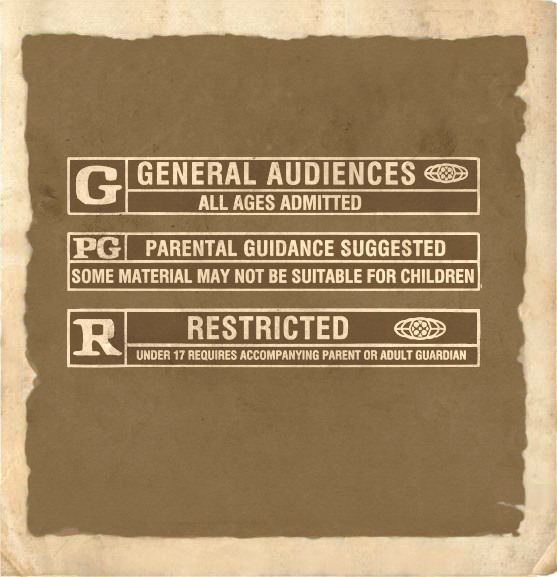 G
GENERAL AUDIENCES
ALL AGES ADMITTED
PG
PARENTAL GUIDANCE SUGGESTED
SOME MATERIAL MAY NOT BE SUITABLE FOR CHILDREN
R
RESTRICTED
UNDER 17 REQUIRES ACCOMPANYING PARENT OR ADULT GUARDIAN